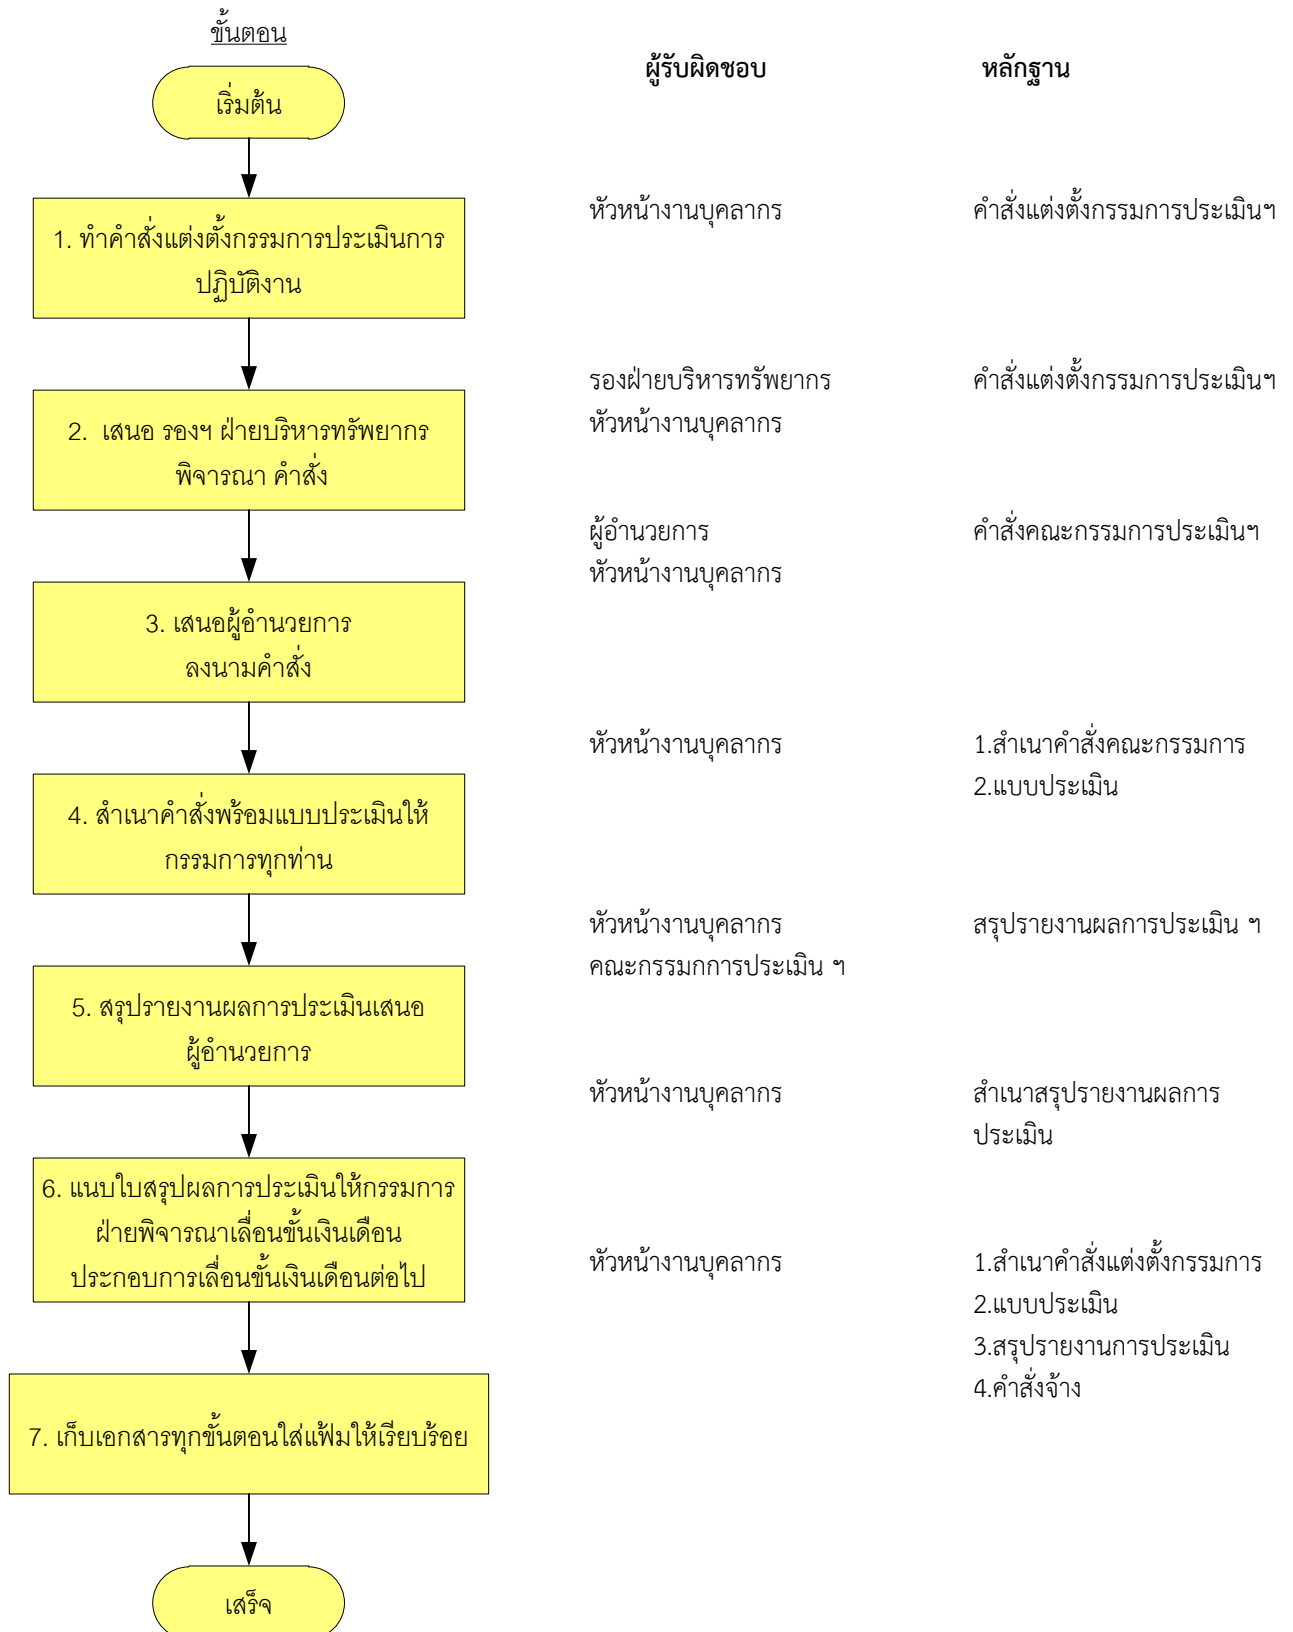 ขั้นตอน
ผู้รับผิดชอบ
หลักฐาน
เริ่มต้น
1. ทำคำสั่งแต่งตั้งกรรมการประเมินการ
ปฏิบัติงาน
หัวหน้างานบุคลากร
คำสั่งแต่งตั้งกรรมการประเมินฯ
2. เสนอ รองฯ ฝ่ายบริหารทรัพยากร
พิจารณา คำสั่ง
รองฝ่ายบริหารทรัพยากร
หัวหน้างานบุคลากร
คำสั่งแต่งตั้งกรรมการประเมินฯ
3. เสนอผู้อำนวยการ
ลงนามคำสั่ง
ผู้อำนวยการ
หัวหน้างานบุคลากร
คำสั่งคณะกรรมการประเมินฯ
4. สำเนาคำสั่งพร้อมแบบประเมินให้
กรรมการทุกท่าน
หัวหน้างานบุคลากร
1.สำเนาคำสั่งคณะกรรมการ
2.แบบประเมิน
5. สรุปรายงานผลการประเมินเสนอ
ผู้อำนวยการ
หัวหน้างานบุคลากร
คณะกรรมกการประเมิน ฯ
สรุปรายงานผลการประเมิน ฯ
6. แนบใบสรุปผลการประเมินให้กรรมการ
ฝ่ายพิจารณาเลื่อนขั้นเงินเดือน
ประกอบการเลื่อนขั้นเงินเดือนต่อไป
หัวหน้างานบุคลากร
สำเนาสรุปรายงานผลการ
ประเมิน
7. เก็บเอกสารทุกขั้นตอนใส่แฟ้มให้เรียบร้อย
หัวหน้างานบุคลากร
1.สำเนาคำสั่งแต่งตั้งกรรมการ
2.แบบประเมิน
3.สรุปรายงานการประเมิน
4.คำสั่งจ้าง
เสร็จ